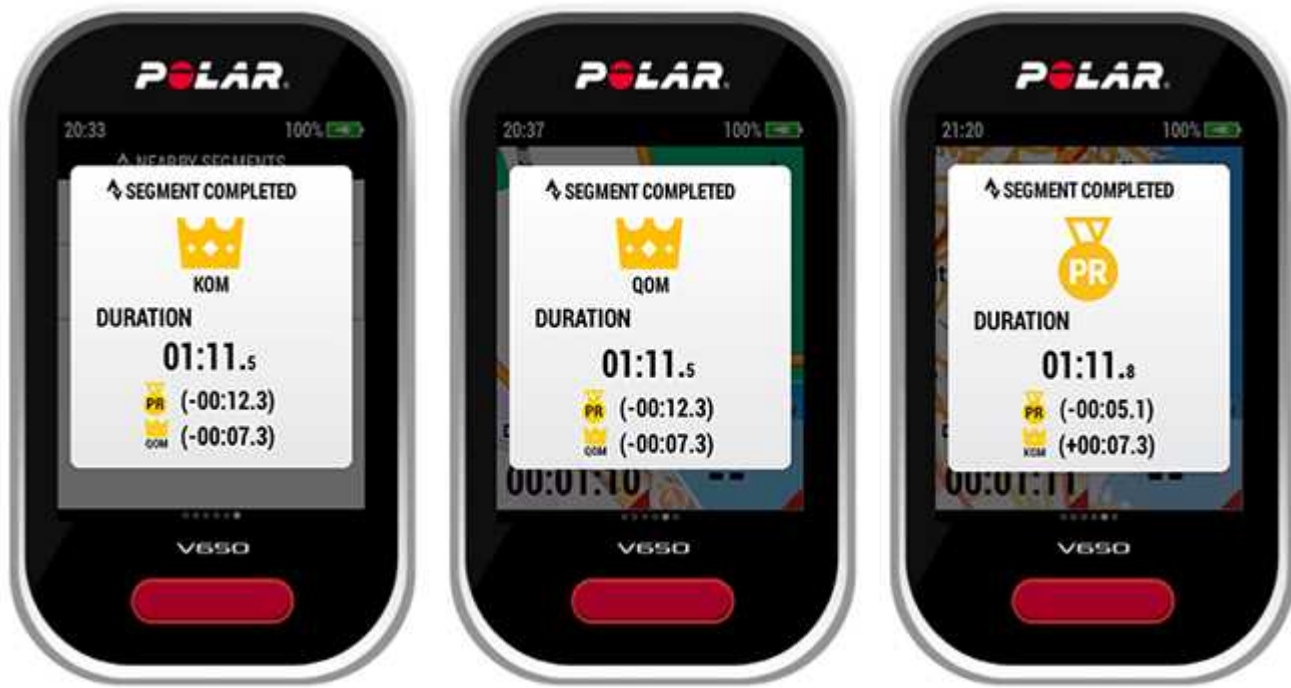 POLAR
20:33 100%
NEARBY SEGMENTS
SEGMENT COMPLETED
KOM
DURATION
01:11.5
PR (-00:12.3)
QOM (-00:07.3)
V650
POLAR
20:37 100%
SEGMENT COMPLETED
QOM
DURATION
01:11.5
PR (-00:12.3)
QOM (-00:07.3)
00:01:10 --
V650
POLAR
21:20 100%
SEGMENT COMPLETED
PR
DURATION
01:11.8
PR (-00:05.1)
KOM (+00:07.3)
00:01:11 --
V650